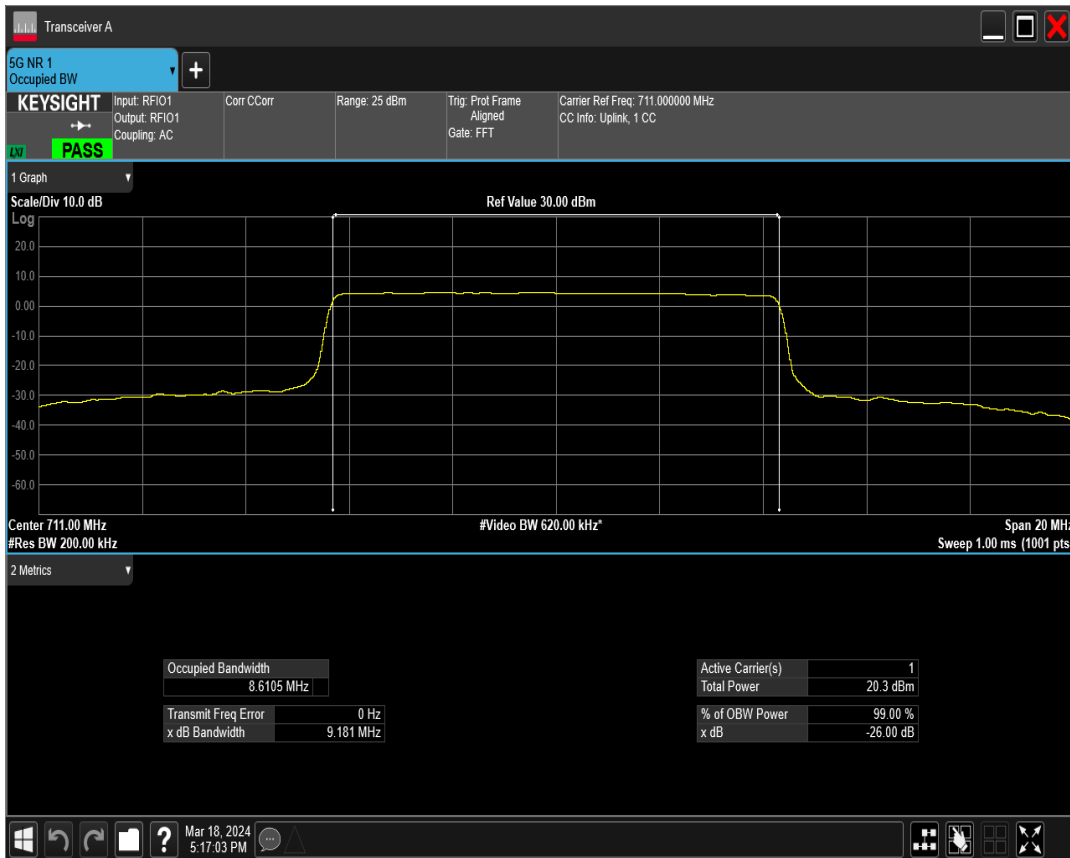 Transceiver A
5G NR 1
Occupied BW
+
KEYSIGHT
LXI
PASS
Input: RFIO1
Output: RFIO1
Coupling: AC
Corr CCorr
Range: 25 dBm
Trig: Prot Frame
Aligned
Gate: FFT
Carrier Ref Freq: 711.000000 MHz
CC Info: Uplink, 1 CC
1 Graph
Scale/Div 10.0 dB
Ref Value 30.00 dBm
Log
20.0
10.0
0.00
-10.0
-20.0
-30.0
-40.0
-50.0
-60.0
Center 711.00 MHz
#Video BW 620.00 kHz*
Span 20 MHz
#Res BW 200.00 kHz
Sweep 1.00 ms (1001 pts
2 Metrics
Occupied Bandwidth
8.6105 MHz
Transmit Freq Error 0 Hz
x dB Bandwidth 9.181 MHz
Active Carrier(s) 1
Total Power 20.3 dBm
% of OBW Power 99.00 %
x dB -26.00 dB
?
Mar 18, 2024
5:17:03 PM